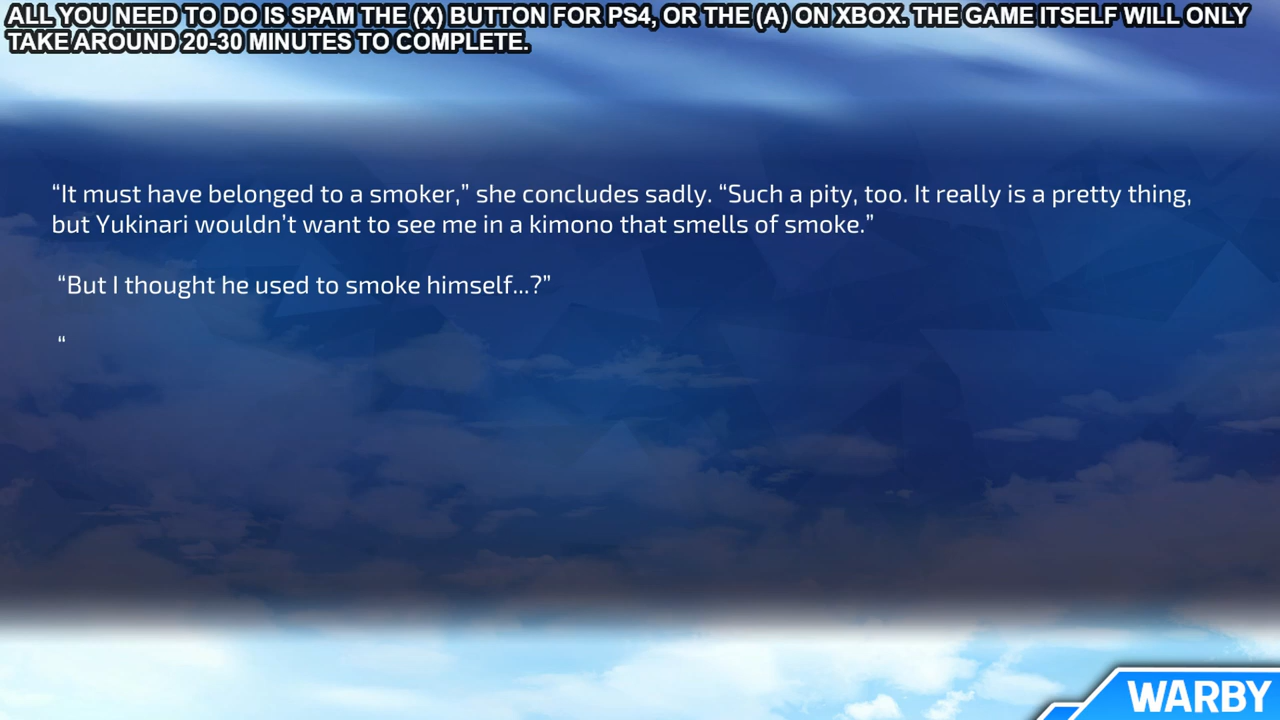 ALL YOU NEED TO DO IS SPAM THE (X) BUTTON FOR PS4, OR THE (A) ON XBOX. THE GAME ITSELF WILL ONLY
TAKE AROUND 20-30 MINUTES TO COMPLETE.
“It must have belonged to a smoker,” she concludes sadly. “Such a pity, too. It really is a pretty thing,
but Yukinari wouldn’t want to see me in a kimono that smells of smoke.”
“But I thought he used to smoke himself...?”
“
WARBY